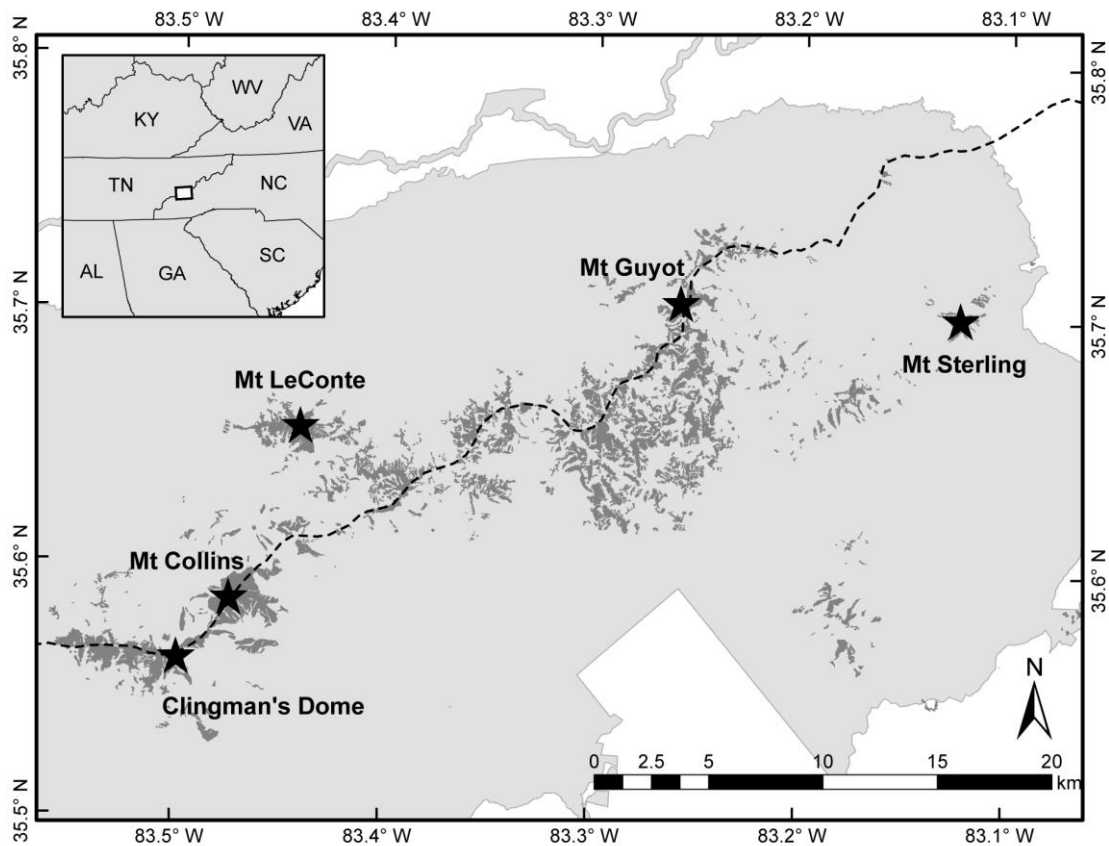 83.5° W 83.4° W 83.3° W 83.2° W 83.1° W
35.8° N
35.8° N
WV
KY
VA
TN
NC
SC
AL
GA
Mt Guyot
35.7° N
35.7° N
Mt Sterling
Mt LeConte
35.6° N
35.6° N
Mt Collins
Clingman's Dome
N
0 2.5 5 10 15 20
km
35.5° N
35.5° N
83.5° W 83.4° W 83.3° W 83.2° W 83.1° W